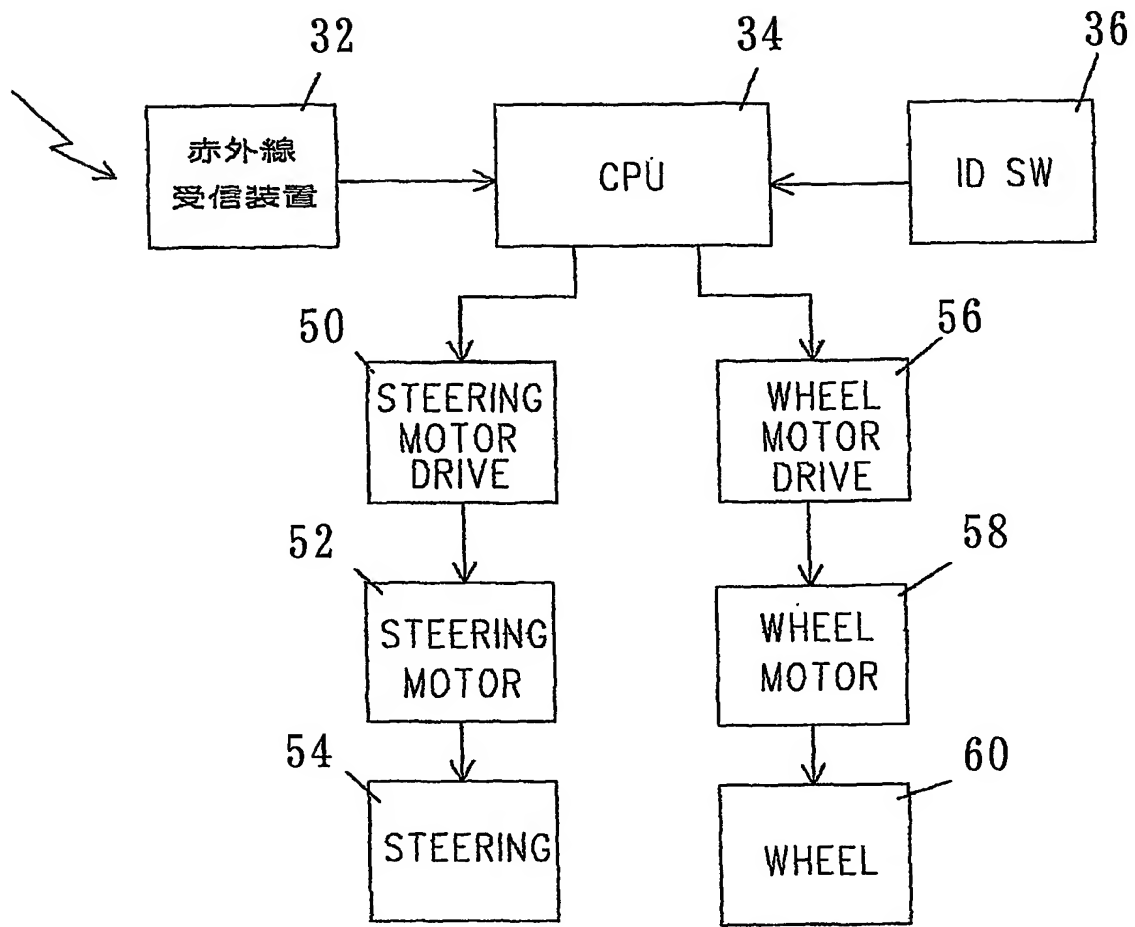 32
34
36
赤外線
受信装置
CPU
ID SW
50
56
STEERING
MOTOR
DRIVE
WHEEL
MOTOR
DRIVE
52
58
STEERING
MOTOR
WHEEL
MOTOR
54
60
STEERING
WHEEL